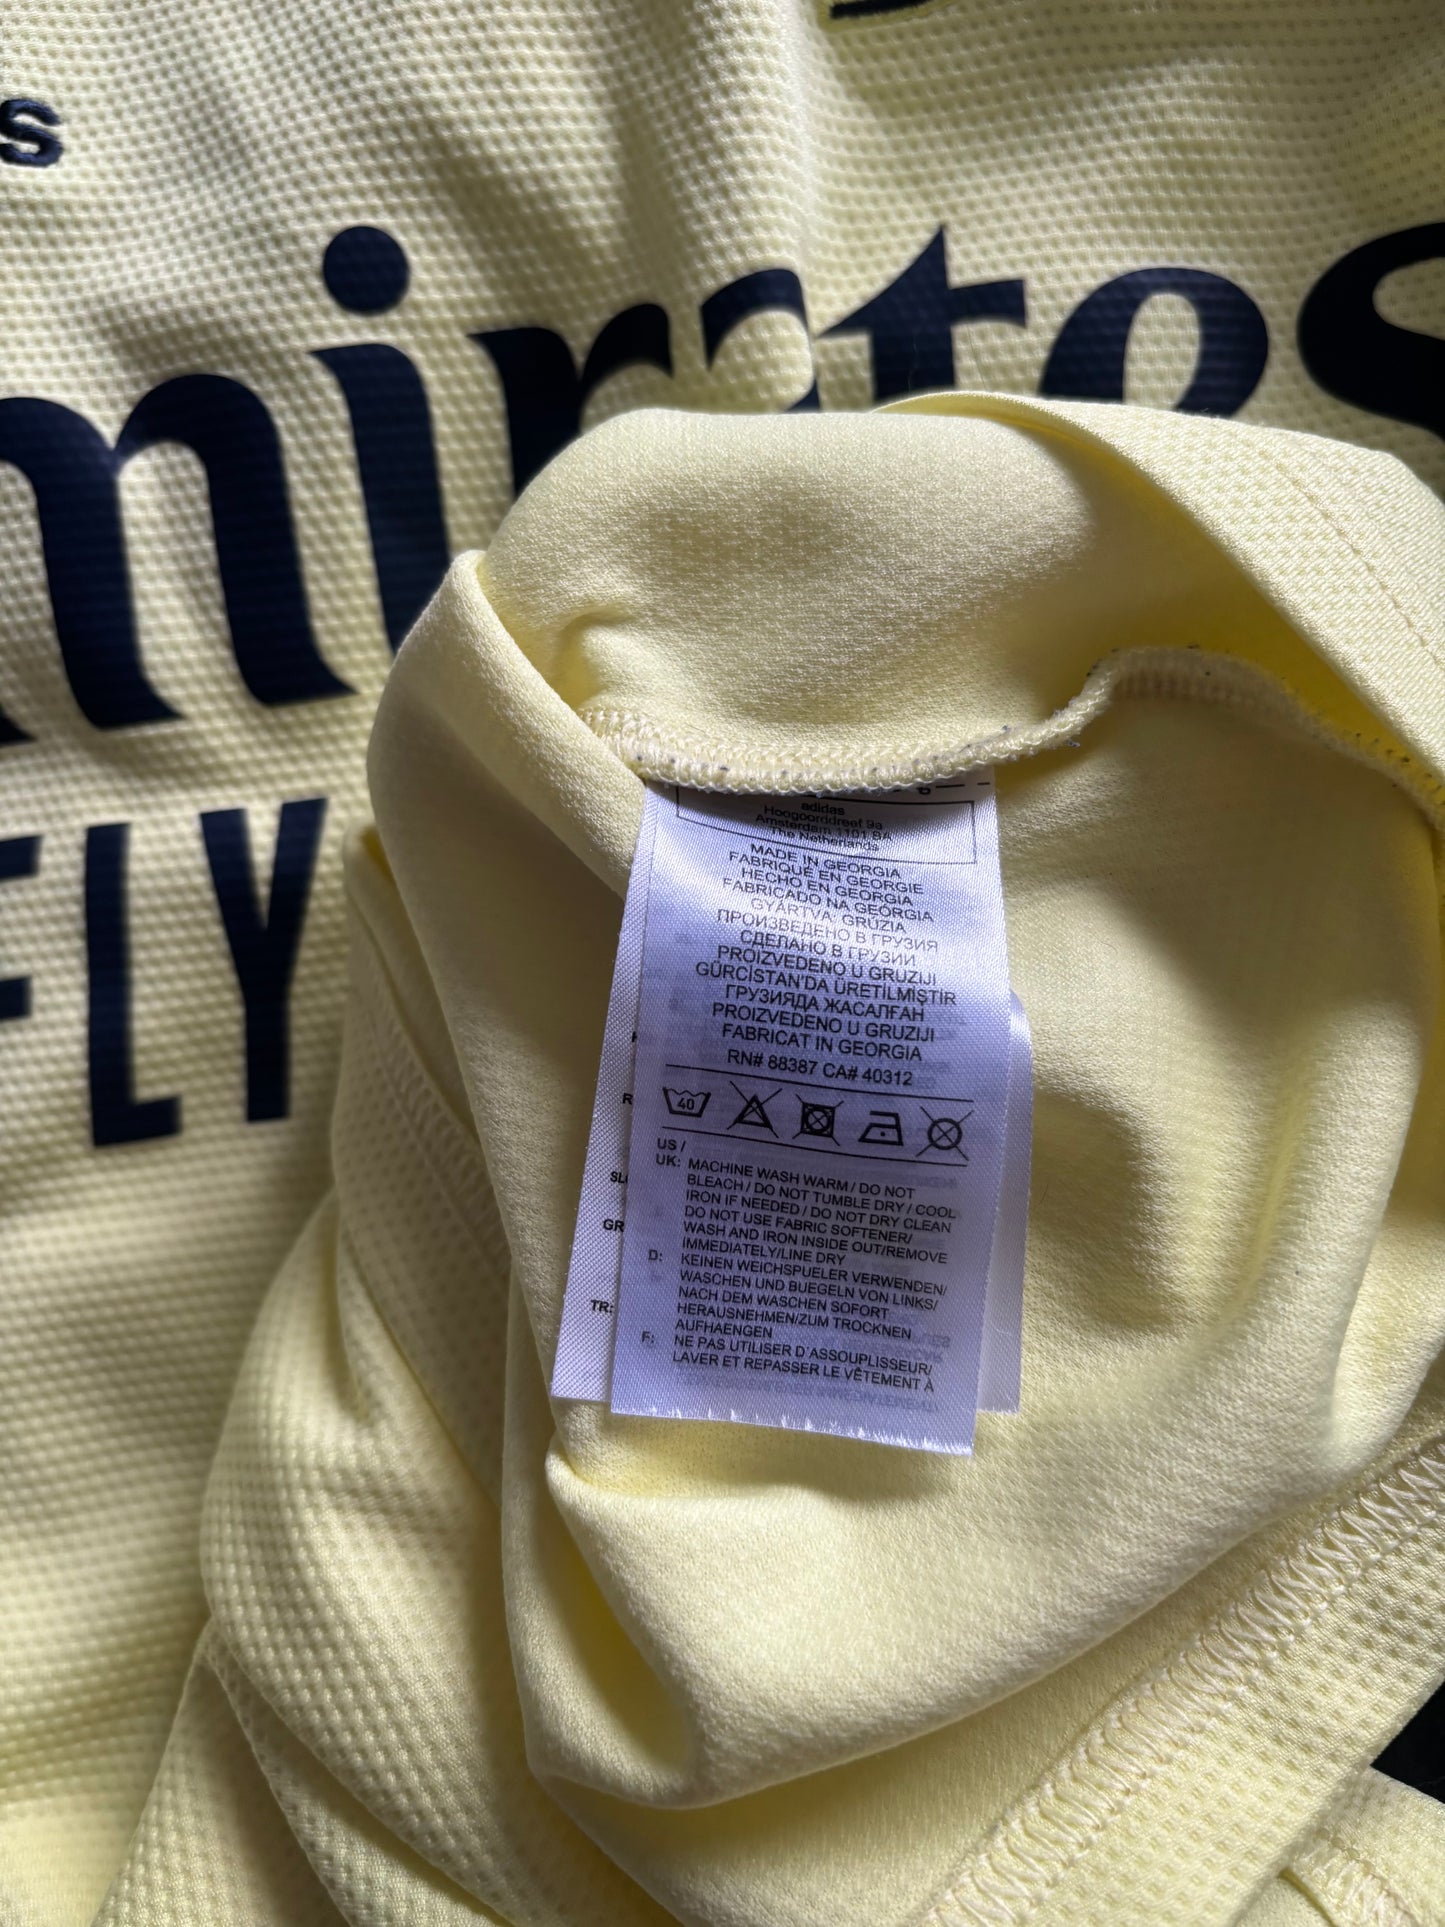 s
mirates
FLY
adidas
Hoogoorddreef 9a
Amsterdam 1101 BA
The Netherlands
MADE IN GEORGIA
FABRIQUÉ EN GEORGIE
HECHO EN GEORGIA
FABRICADO NA GEÓRGIA
GYÁRTVA: GRÚZIA
ПРОИЗВЕДЕНО В ГРУЗИЯ
СДЕЛАНО В ГРУЗИИ
PROIZVEDENO U GRUZIJI
GÜRCİSTAN'DA ÜRETİLMİŞTİR
ГРУЗИЯДА ЖАСАЛҒАН
PROIZVEDENO U GRUZIJI
FABRICAT IN GEORGIA
RN# 88387 CA# 40312
40
US /
UK: MACHINE WASH WARM / DO NOT
BLEACH / DO NOT TUMBLE DRY / COOL
IRON IF NEEDED / DO NOT DRY CLEAN
DO NOT USE FABRIC SOFTENER/
WASH AND IRON INSIDE OUT/REMOVE
IMMEDIATELY/LINE DRY
D: KEINEN WEICHSPUELER VERWENDEN/
WASCHEN UND BUEGELN VON LINKS/
NACH DEM WASCHEN SOFORT
HERAUSNEHMEN/ZUM TROCKNEN
AUFHAENGEN
F: NE PAS UTILISER D'ASSOUPLISSEUR/
LAVER ET REPASSER LE VÊTEMENT À
GR
TR: